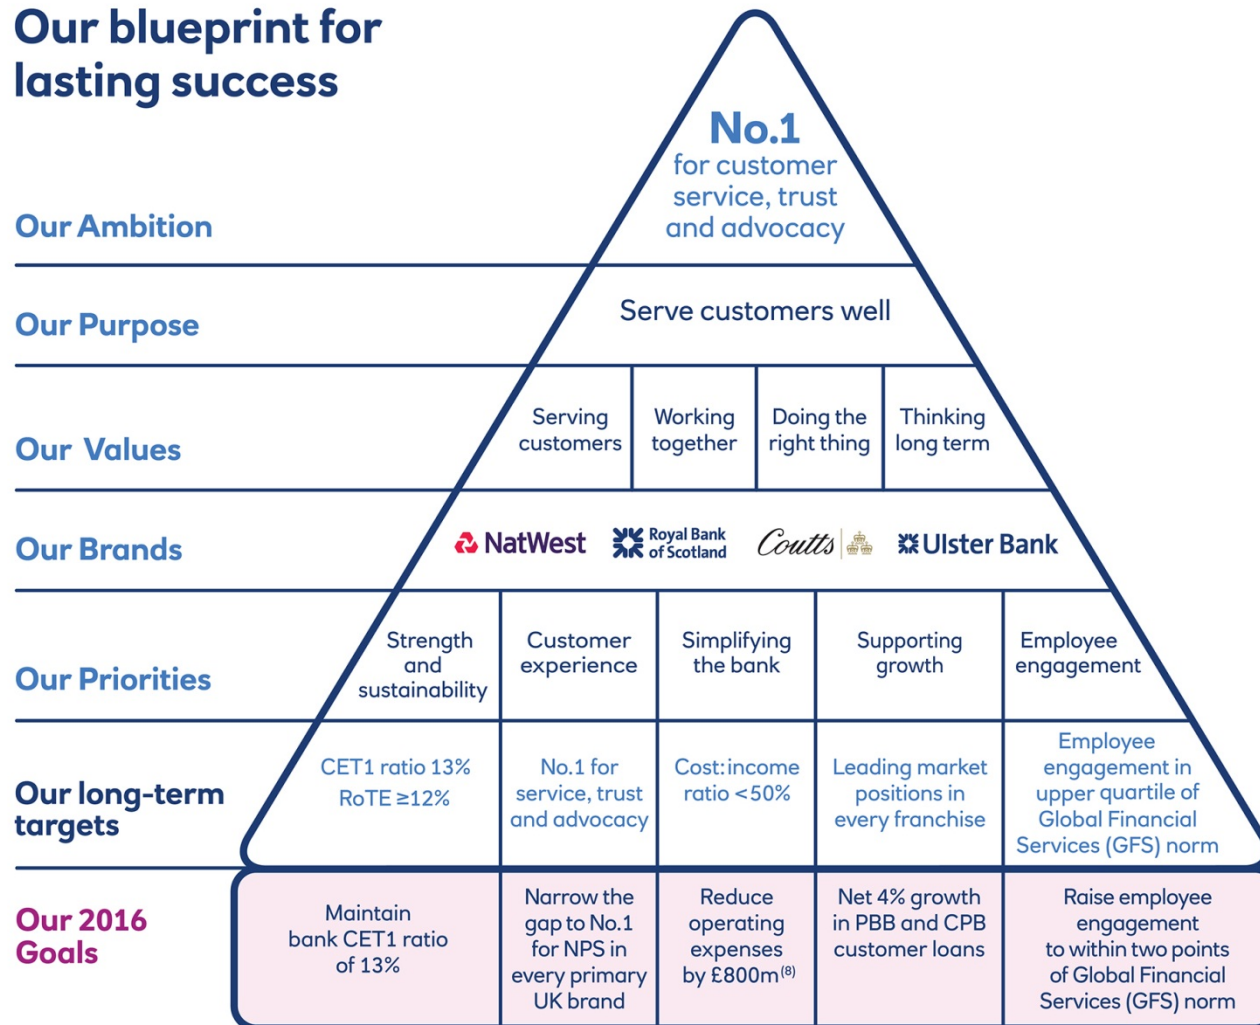 Our blueprint for
lasting success
No.1
for customer
service, trust
and advocacy
Our Ambition
Our Purpose
Serve customers well
Our Values
Serving
customers
Working
together
Doing the
right thing
Thinking
long term
Our Brands
NatWest
Royal Bank
of Scotland
Coutts
Ulster Bank
Our Priorities
Strength
and
sustainability
Customer
experience
Simplifying
the bank
Supporting
growth
Employee
engagement
Our long-term
targets
CET1 ratio 13%
RoTE ≥12%
No.1 for
service, trust
and advocacy
Cost:income
ratio <50%
Leading market
positions in
every franchise
Employee
engagement in
upper quartile of
Global Financial
Services (GFS) norm
Our 2016
Goals
Maintain
bank CET1 ratio
of 13%
Narrow the
gap to No.1
for NPS in
every primary
UK brand
Reduce
operating
expenses
by £800m(8)
Net 4% growth
in PBB and CPB
customer loans
Raise employee
engagement
to within two points
of Global Financial
Services (GFS) norm